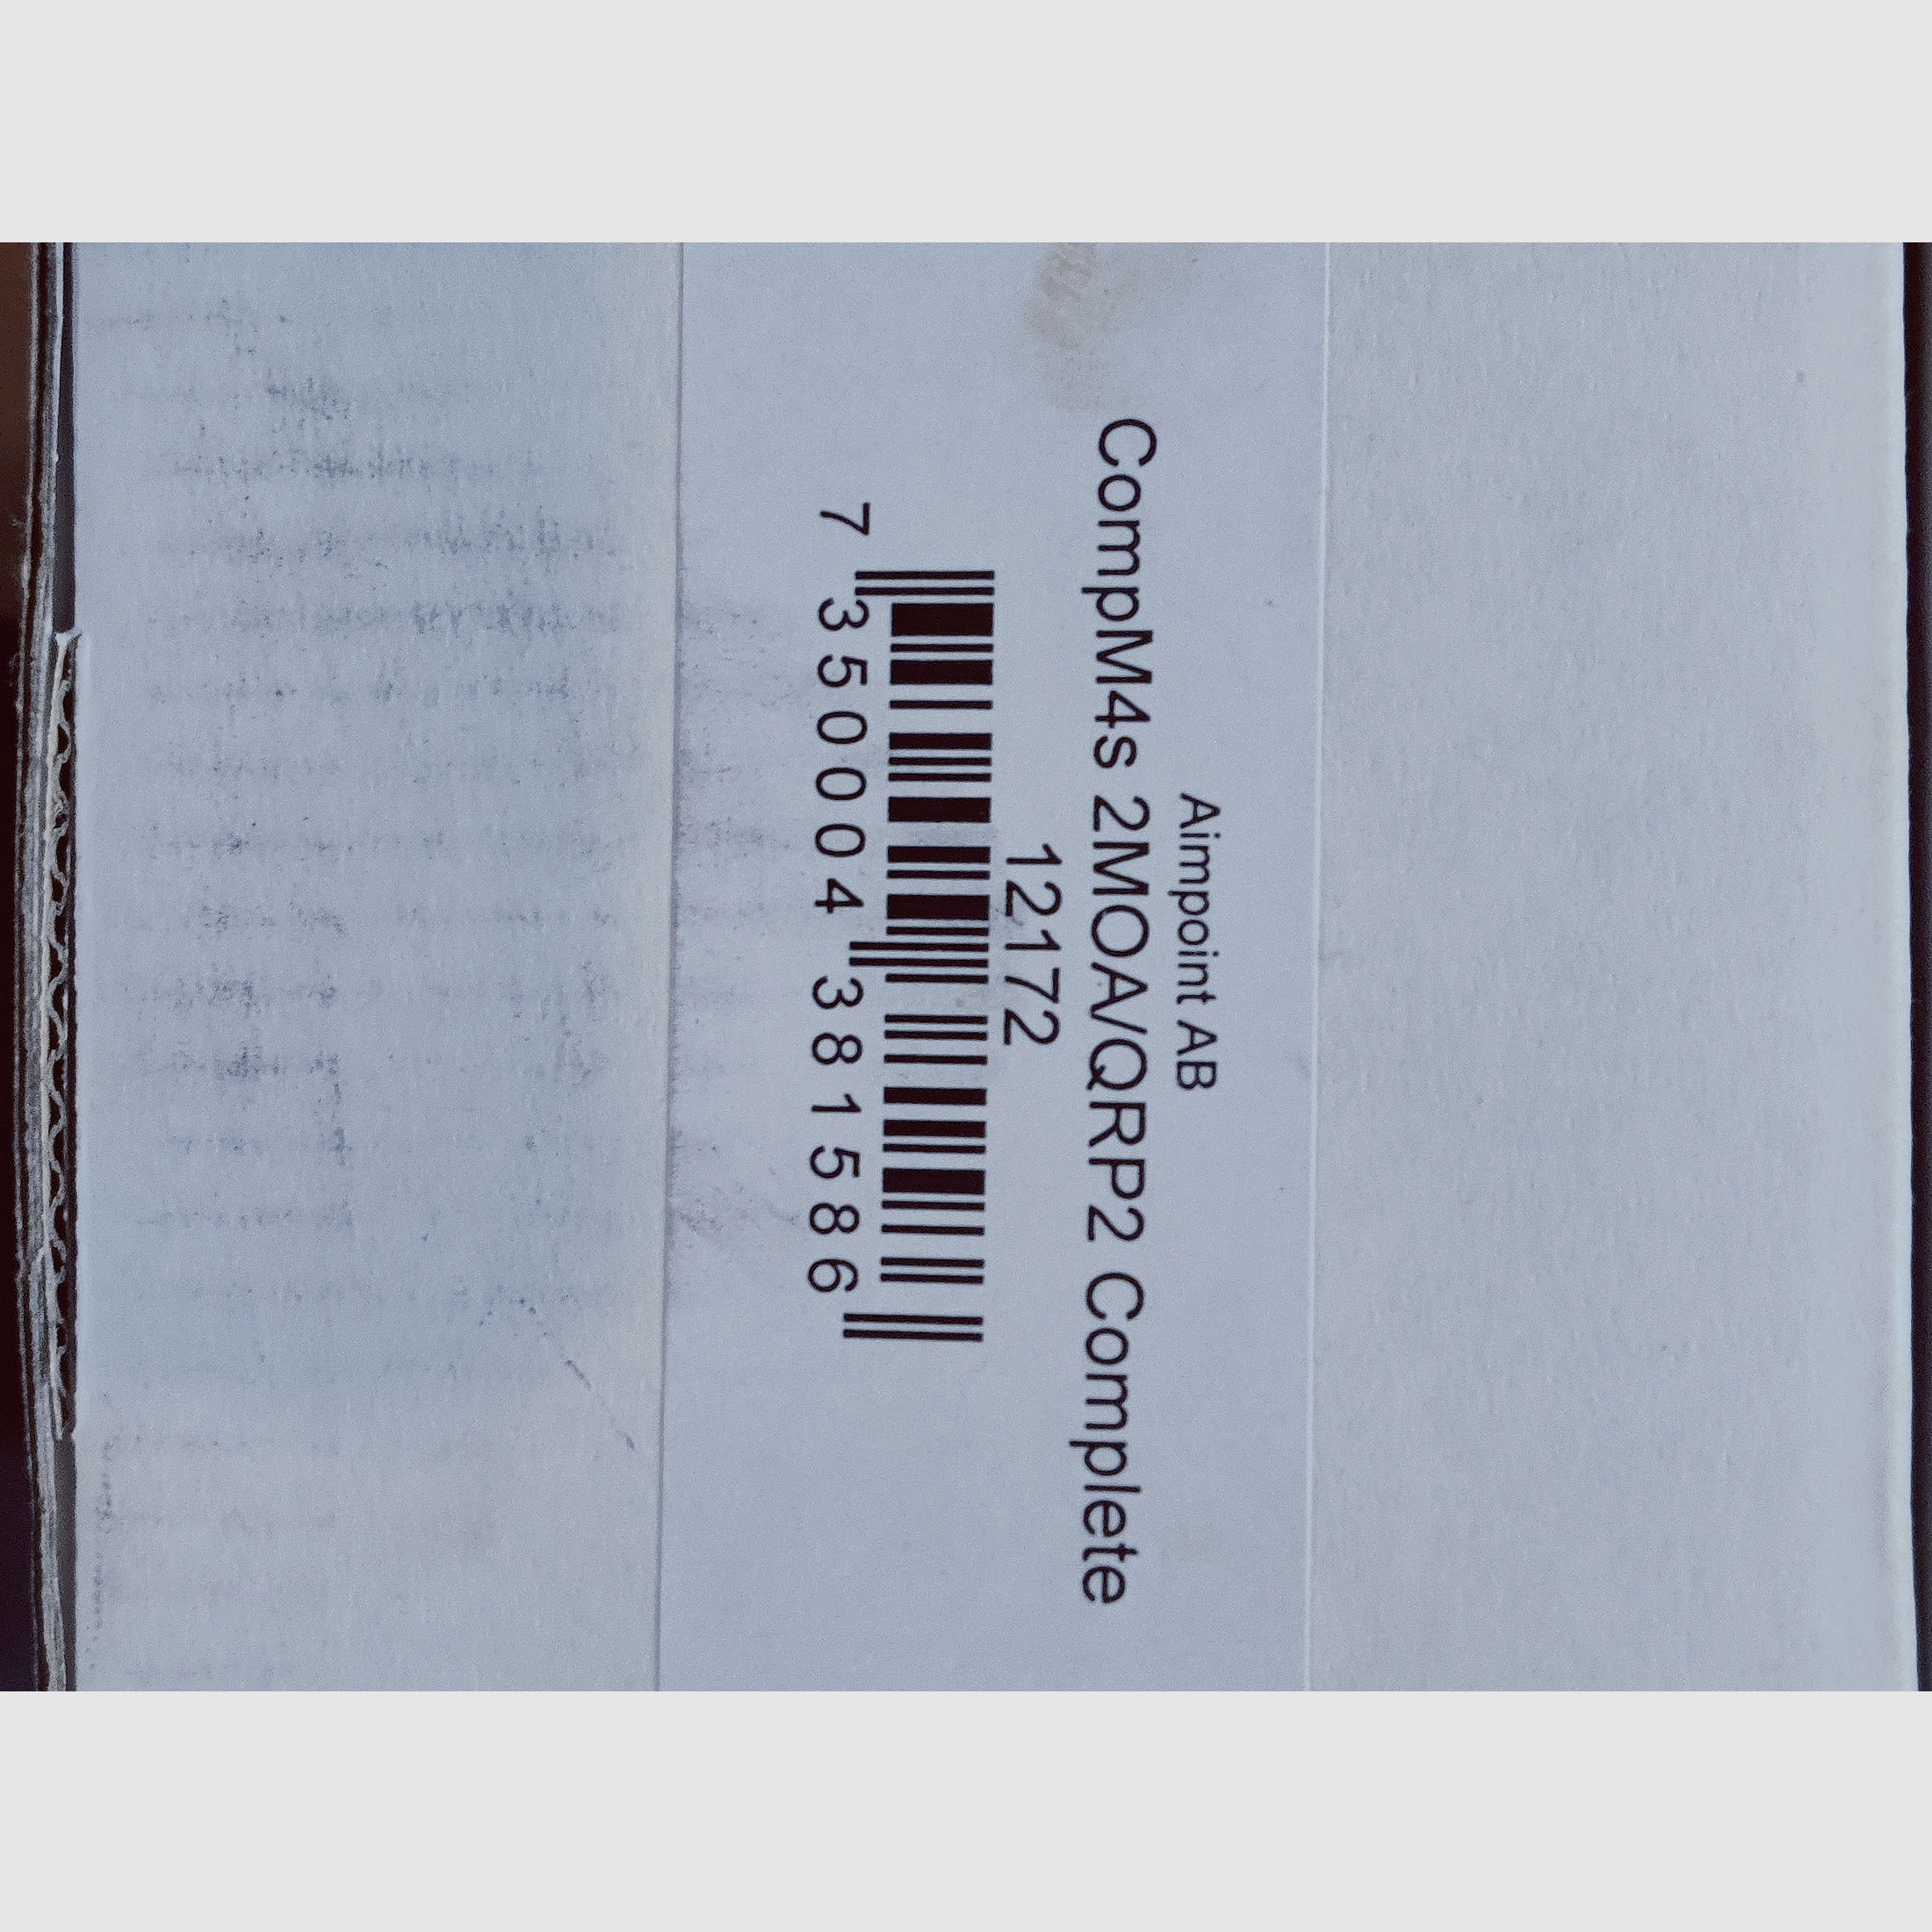 Aimpoint AB
CompM4s 2MOA/QRP2 Complete
12172
7 350004 381586